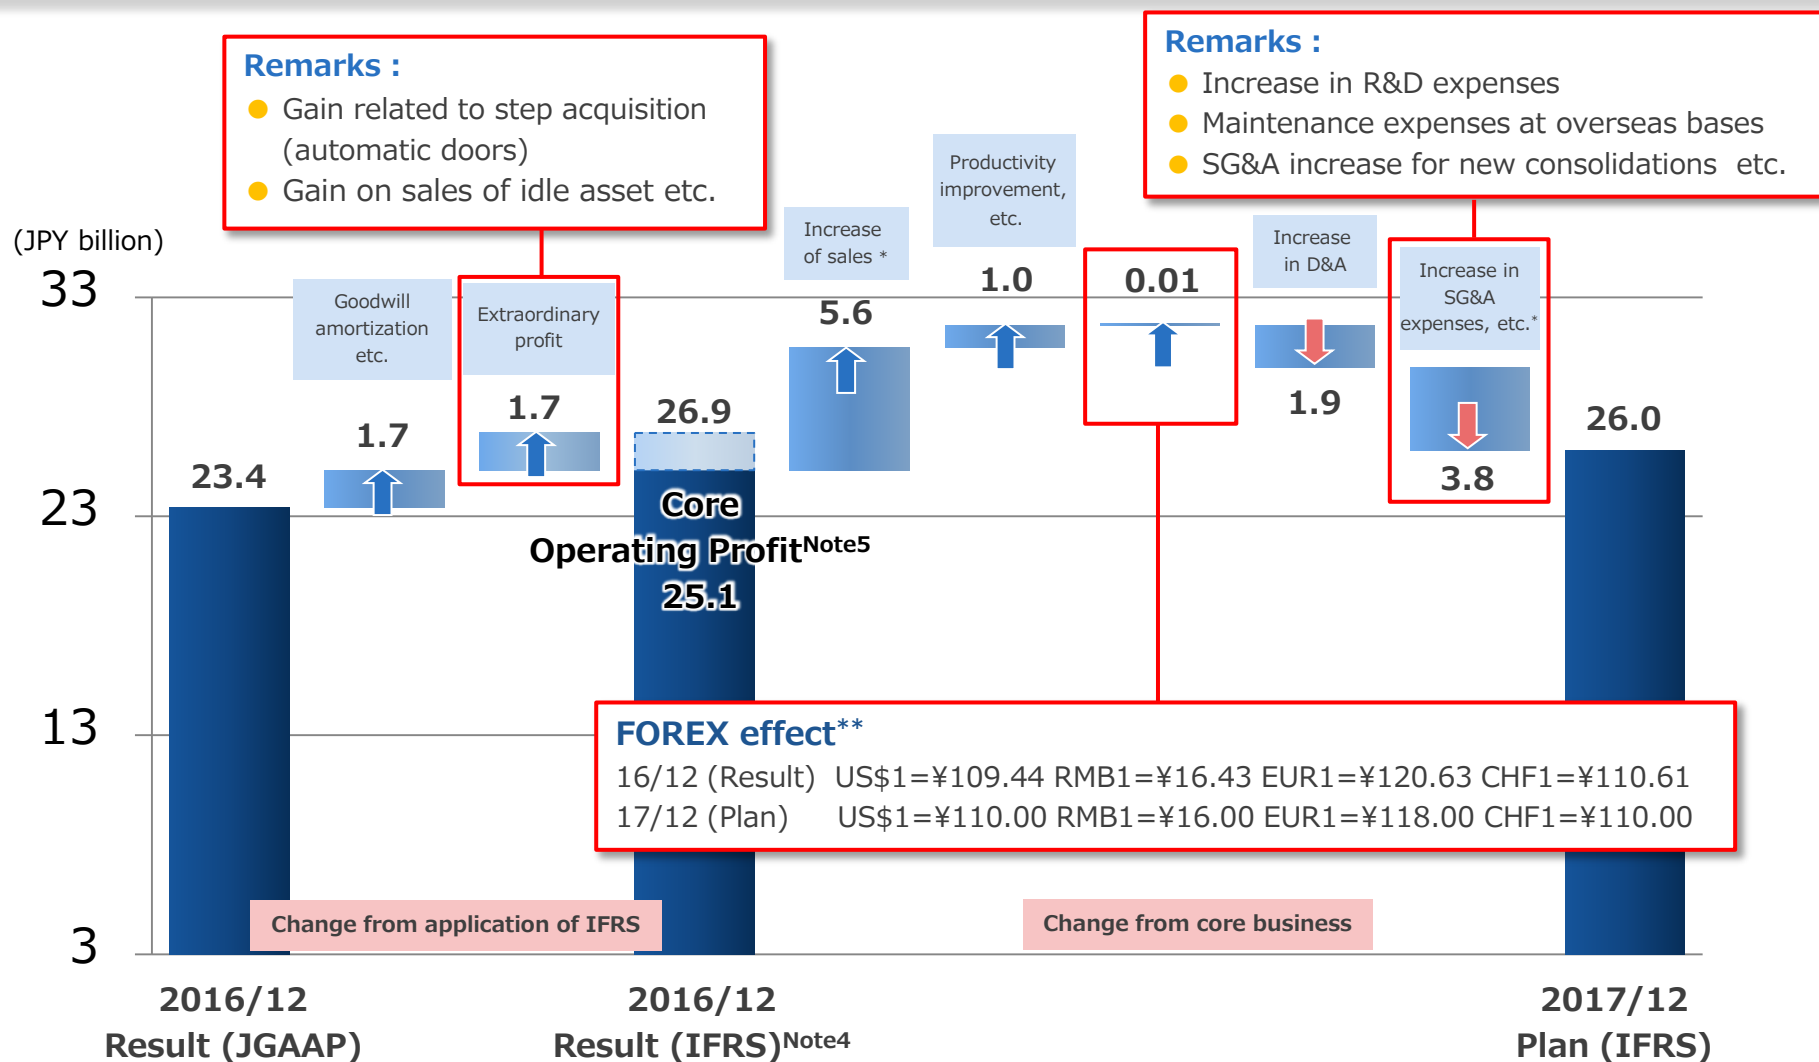 Remarks :
Gain related to step acquisition
(automatic doors)
Gain on sales of idle asset etc.
Remarks :
Increase in R&D expenses
Maintenance expenses at overseas bases
SG&A increase for new consolidations etc.
(JPY billion)
33
23
13
3
23.4
Goodwill
amortization
etc.
1.7
Extraordinary
profit
1.7
26.9
Core
Operating Profit Note5
25.1
Increase
of sales *
5.6
Productivity
improvement,
etc.
1.0
0.01
Increase
in D&A
1.9
Increase in
SG&A
expenses, etc.*
3.8
26.0
FOREX effect**
16/12 (Result) US$1=¥109.44 RMB1=¥16.43 EUR1=¥120.63 CHF1=¥110.61
17/12 (Plan) US$1=¥110.00 RMB1=¥16.00 EUR1=¥118.00 CHF1=¥110.00
Change from application of IFRS
Change from core business
2016/12
Result (JGAAP)
2016/12
Result (IFRS) Note4
2017/12
Plan (IFRS)